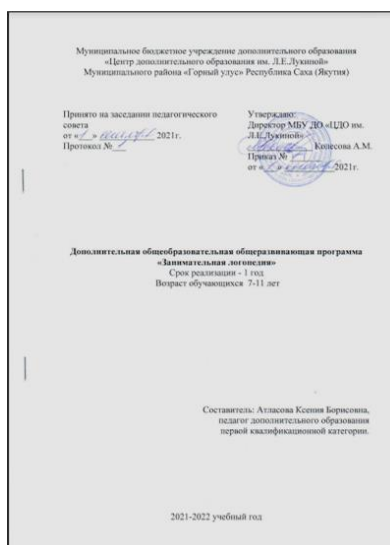 Муниципальное бюджетное учреждение дополнительного образования
«Центр дополнительного образования им. Л.Е.Лукиной»
Муниципального района «Горный улус» Республика Саха (Якутия)
Принято на заседании педагогического
совета
от « » 2021г.
Протокол №
Утверждаю:
Директор МБУ ДО «ЦДО им.
Л.Е.Лукиной»
Копесова А.М.
Приказ №
от « » 2021г.
Дополнительная общеобразовательная общеразвивающая программа
«Занимательная логопедия»
Срок реализации - 1 год
Возраст обучающихся 7-11 лет
Составитель: Атласова Ксения Борисовна,
педагог дополнительного образования
первой квалификационной категории.
2021-2022 учебный год